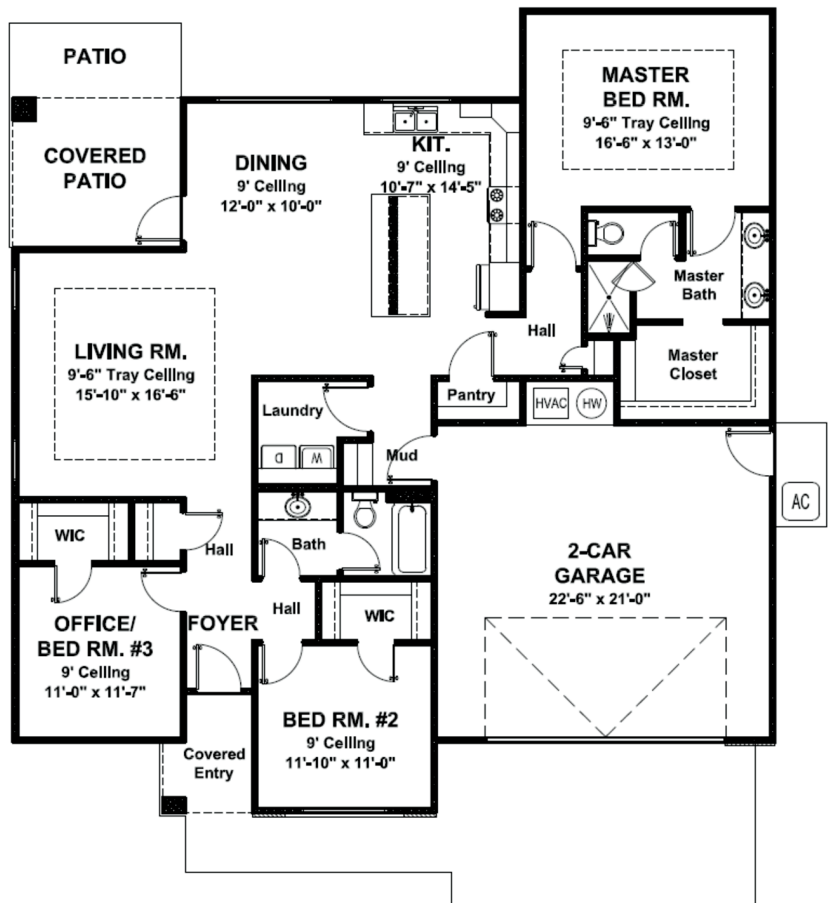 PATIO
COVERED
PATIO
DINING
9' Ceiling
12'-0" x 10'-0"
KIT.
9' Ceiling
10'-7" x 14'-5"
MASTER
BED RM.
9'-6" Tray Ceiling
16'-6" x 13'-0"
Master
Bath
LIVING RM.
9'-6" Tray Ceiling
15'-10" x 16'-6"
Hall
Master
Closet
Laundry
Pantry
HVAC
HW
D
W
Mud
AC
WIC
Hall
Bath
2-CAR
GARAGE
22'-6" x 21'-0"
OFFICE/
BED RM. #3
9' Ceiling
11'-0" x 11'-7"
FOYER
Hall
WIC
BED RM. #2
9' Ceiling
11'-10" x 11'-0"
Covered
Entry